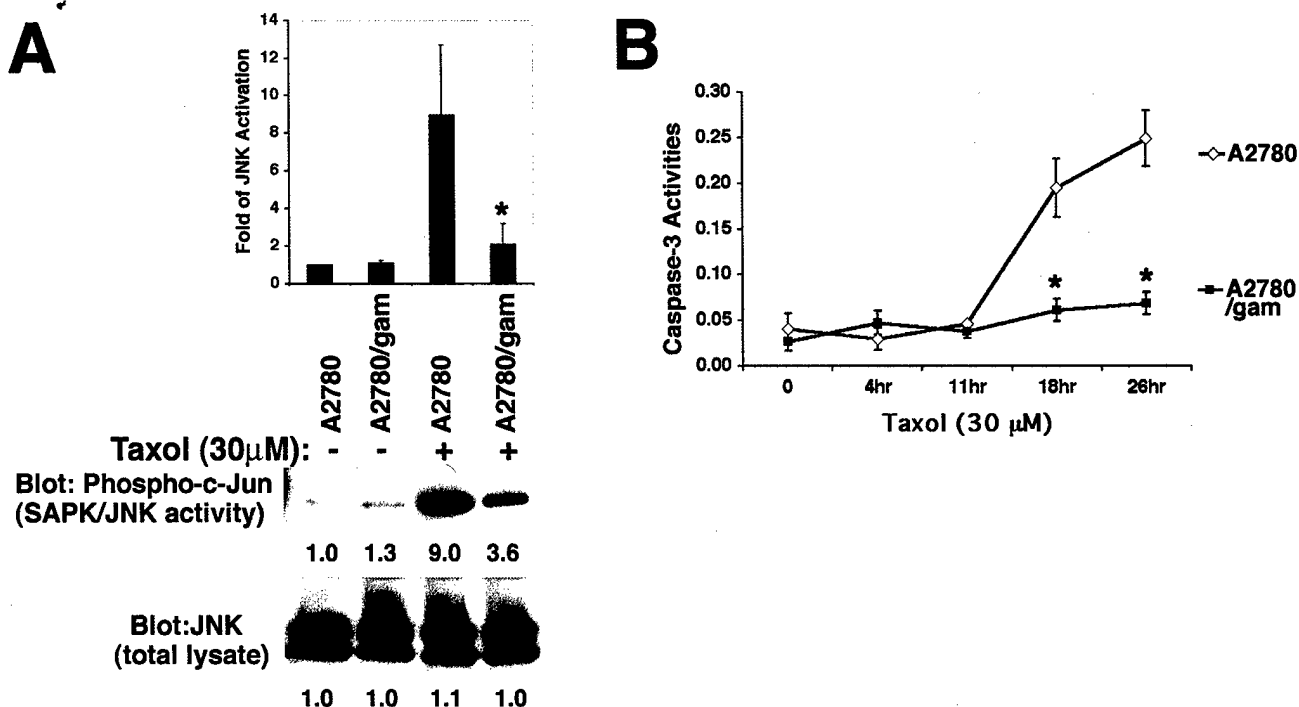 A
14
12
10
8
6
4
2
0
Fold of JNK Activation
*
A2780
A2780/gam
A2780
A2780/gam
Taxol (30μM): - - + +
Blot: Phospho-c-Jun
(SAPK/JNK activity)
1.0 1.3 9.0 3.6
Blot:JNK
(total lysate)
1.0 1.0 1.1 1.0
B
0.30
0.25
0.20
0.15
0.10
0.05
0.00
Caspase-3 Activities
* *
0 4hr 11hr 18hr 26hr
Taxol (30 μM)
A2780
A2780
/gam